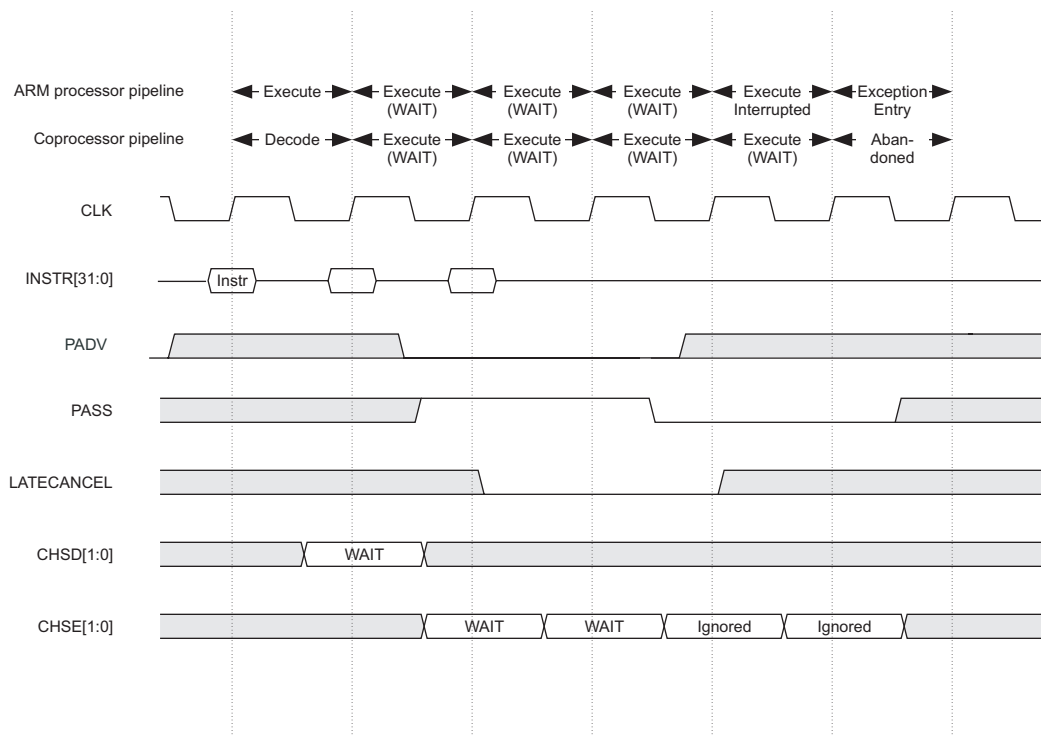 ARM processor pipeline Execute Execute Execute Execute Execute Exception
(WAIT) (WAIT) (WAIT) Interrupted Entry
Coprocessor pipeline Decode Execute Execute Execute Execute Aban-
(WAIT) (WAIT) (WAIT) (WAIT) doned
CLK
INSTR[31:0] Instr
PADV
PASS
LATECANCEL
CHSD[1:0] WAIT
CHSE[1:0] WAIT WAIT Ignored Ignored